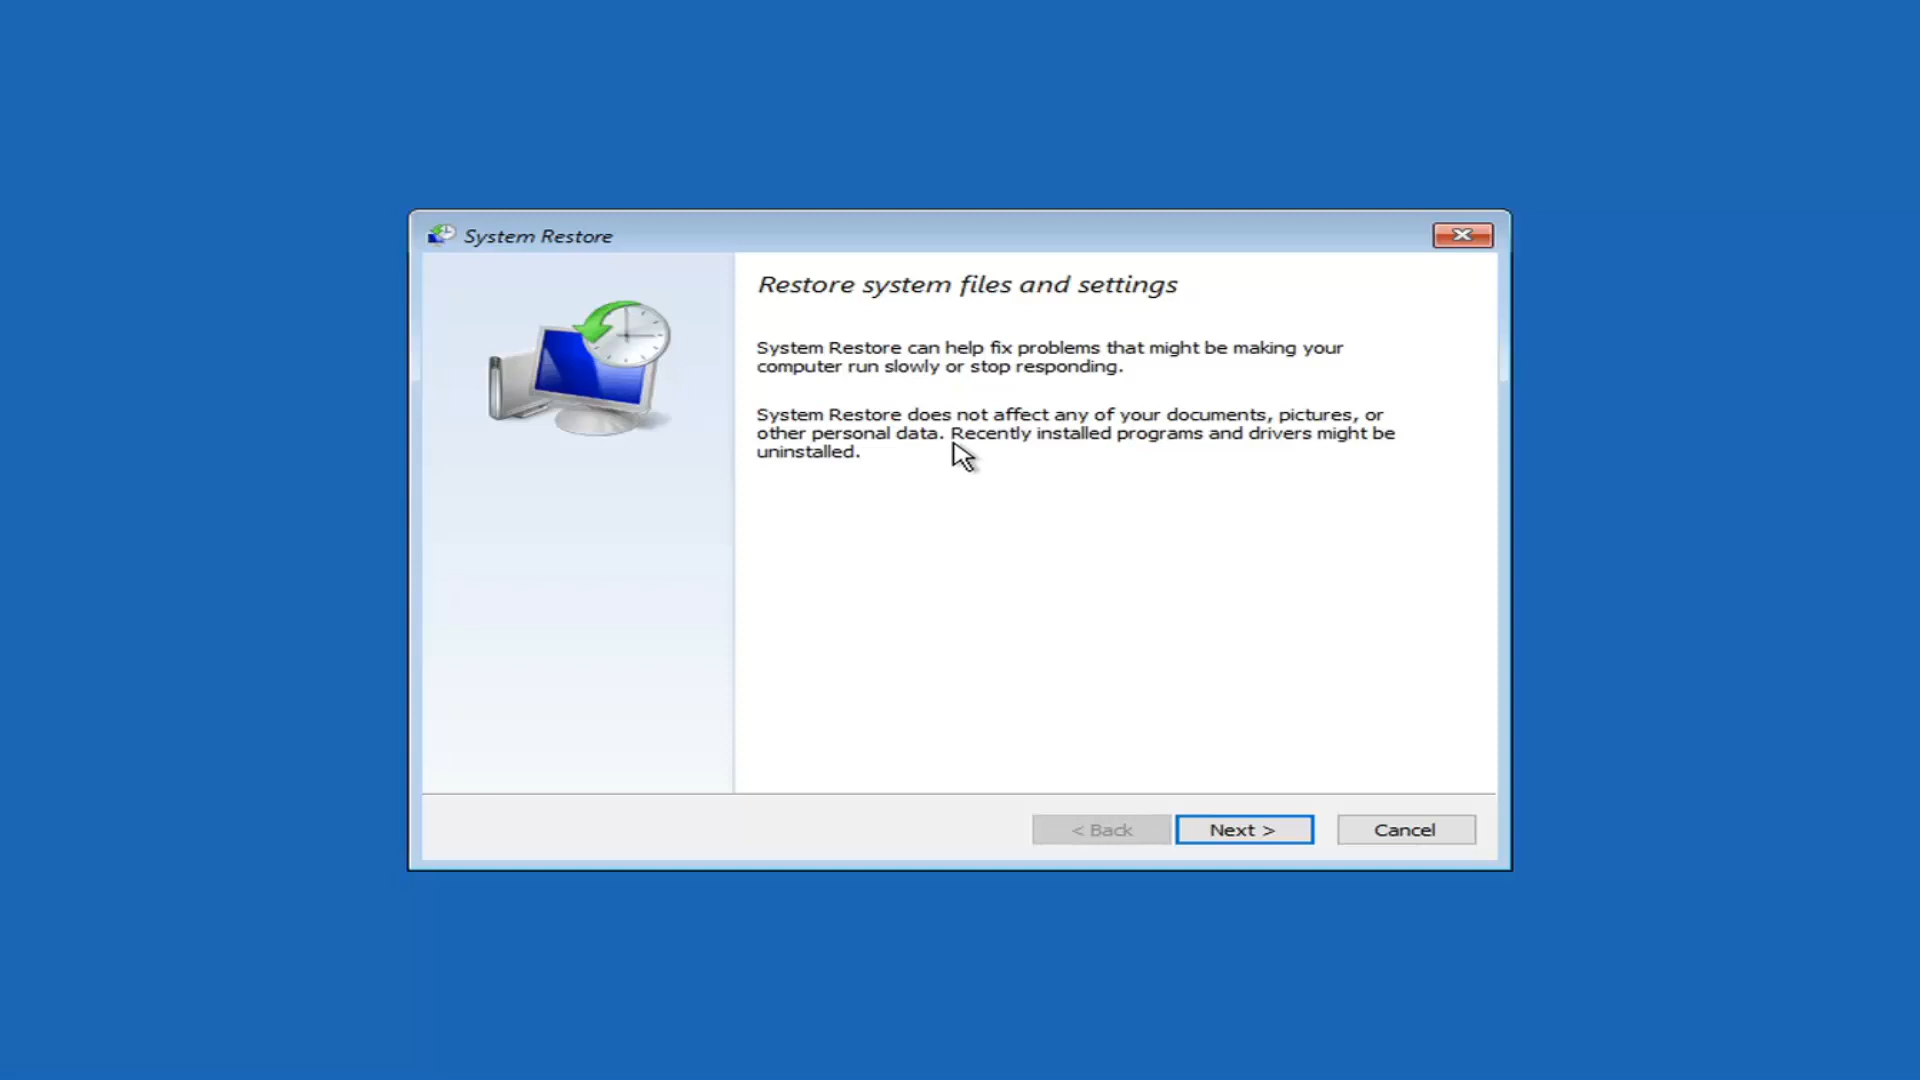 System Restore
Restore system files and settings
System Restore can help fix problems that might be making your
computer run slowly or stop responding.
System Restore does not affect any of your documents, pictures, or
other personal data. Recently installed programs and drivers might be
uninstalled.
< Back
Next >
Cancel